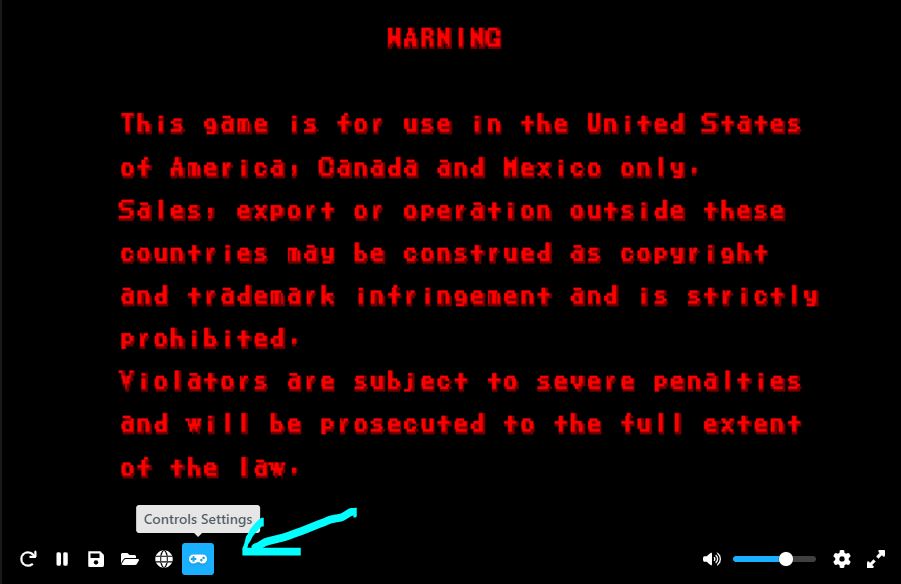 WARNING
This game is for use in the United States
of America, Canada and Mexico only.
Sales, export or operation outside these
countries may be construed as copyright
and trademark infringement and is strictly
prohibited.
Violators are subject to severe penalties
and will be prosecuted to the full extent
of the law.
Controls Settings